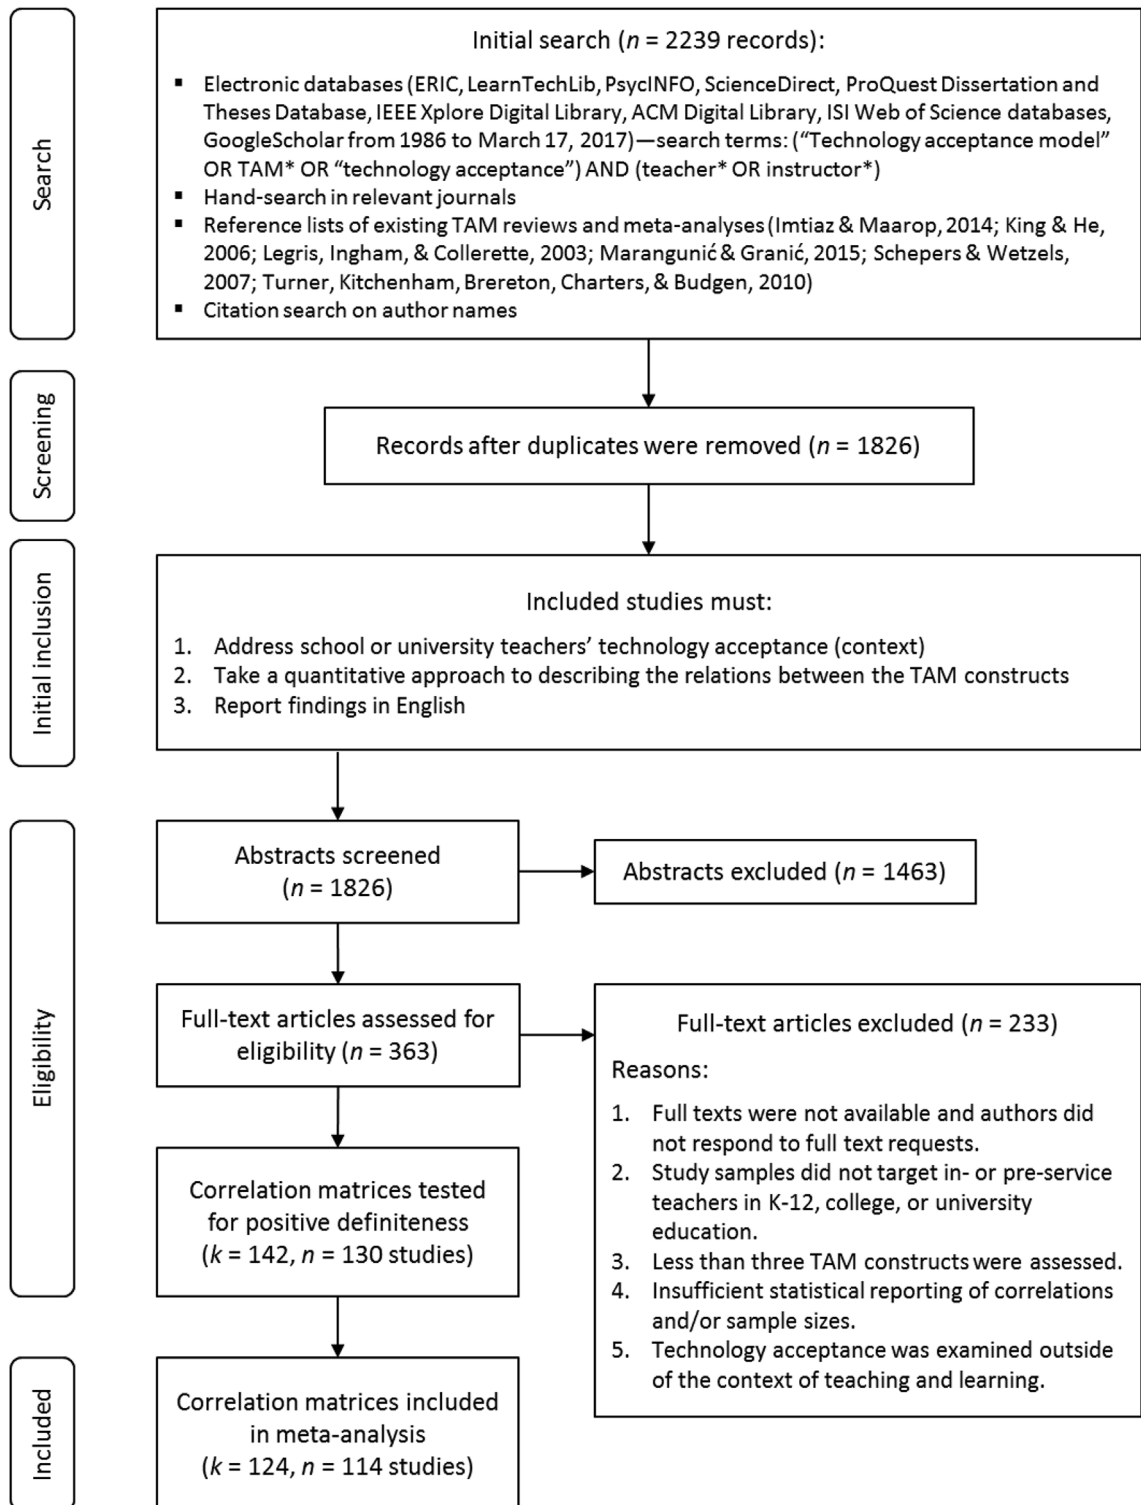 Search
Initial search (n = 2239 records):
▪ Electronic databases (ERIC, LearnTechLib, PsycINFO, ScienceDirect, ProQuest Dissertation and
Theses Database, IEEE Xplore Digital Library, ACM Digital Library, ISI Web of Science databases,
GoogleScholar from 1986 to March 17, 2017)—search terms: (“Technology acceptance model”
OR TAM* OR “technology acceptance”) AND (teacher* OR instructor*)
▪ Hand-search in relevant journals
▪ Reference lists of existing TAM reviews and meta-analyses (Imtiaz & Maarop, 2014; King & He,
2006; Legris, Ingham, & Collerette, 2003; Marangunić & Granić, 2015; Schepers & Wetzels,
2007; Turner, Kitchenham, Brereton, Charters, & Budgen, 2010)
▪ Citation search on author names
Screening
Records after duplicates were removed (n = 1826)
Initial inclusion
Included studies must:
1. Address school or university teachers’ technology acceptance (context)
2. Take a quantitative approach to describing the relations between the TAM constructs
3. Report findings in English
Eligibility
Abstracts screened
(n = 1826)
Abstracts excluded (n = 1463)
Full-text articles assessed for
eligibility (n = 363)
Full-text articles excluded (n = 233)
Reasons:
1. Full texts were not available and authors did
not respond to full text requests.
2. Study samples did not target in- or pre-service
teachers in K-12, college, or university
education.
3. Less than three TAM constructs were assessed.
4. Insufficient statistical reporting of correlations
and/or sample sizes.
5. Technology acceptance was examined outside
of the context of teaching and learning.
Correlation matrices tested
for positive definiteness
(k = 142, n = 130 studies)
Included
Correlation matrices included
in meta-analysis
(k = 124, n = 114 studies)